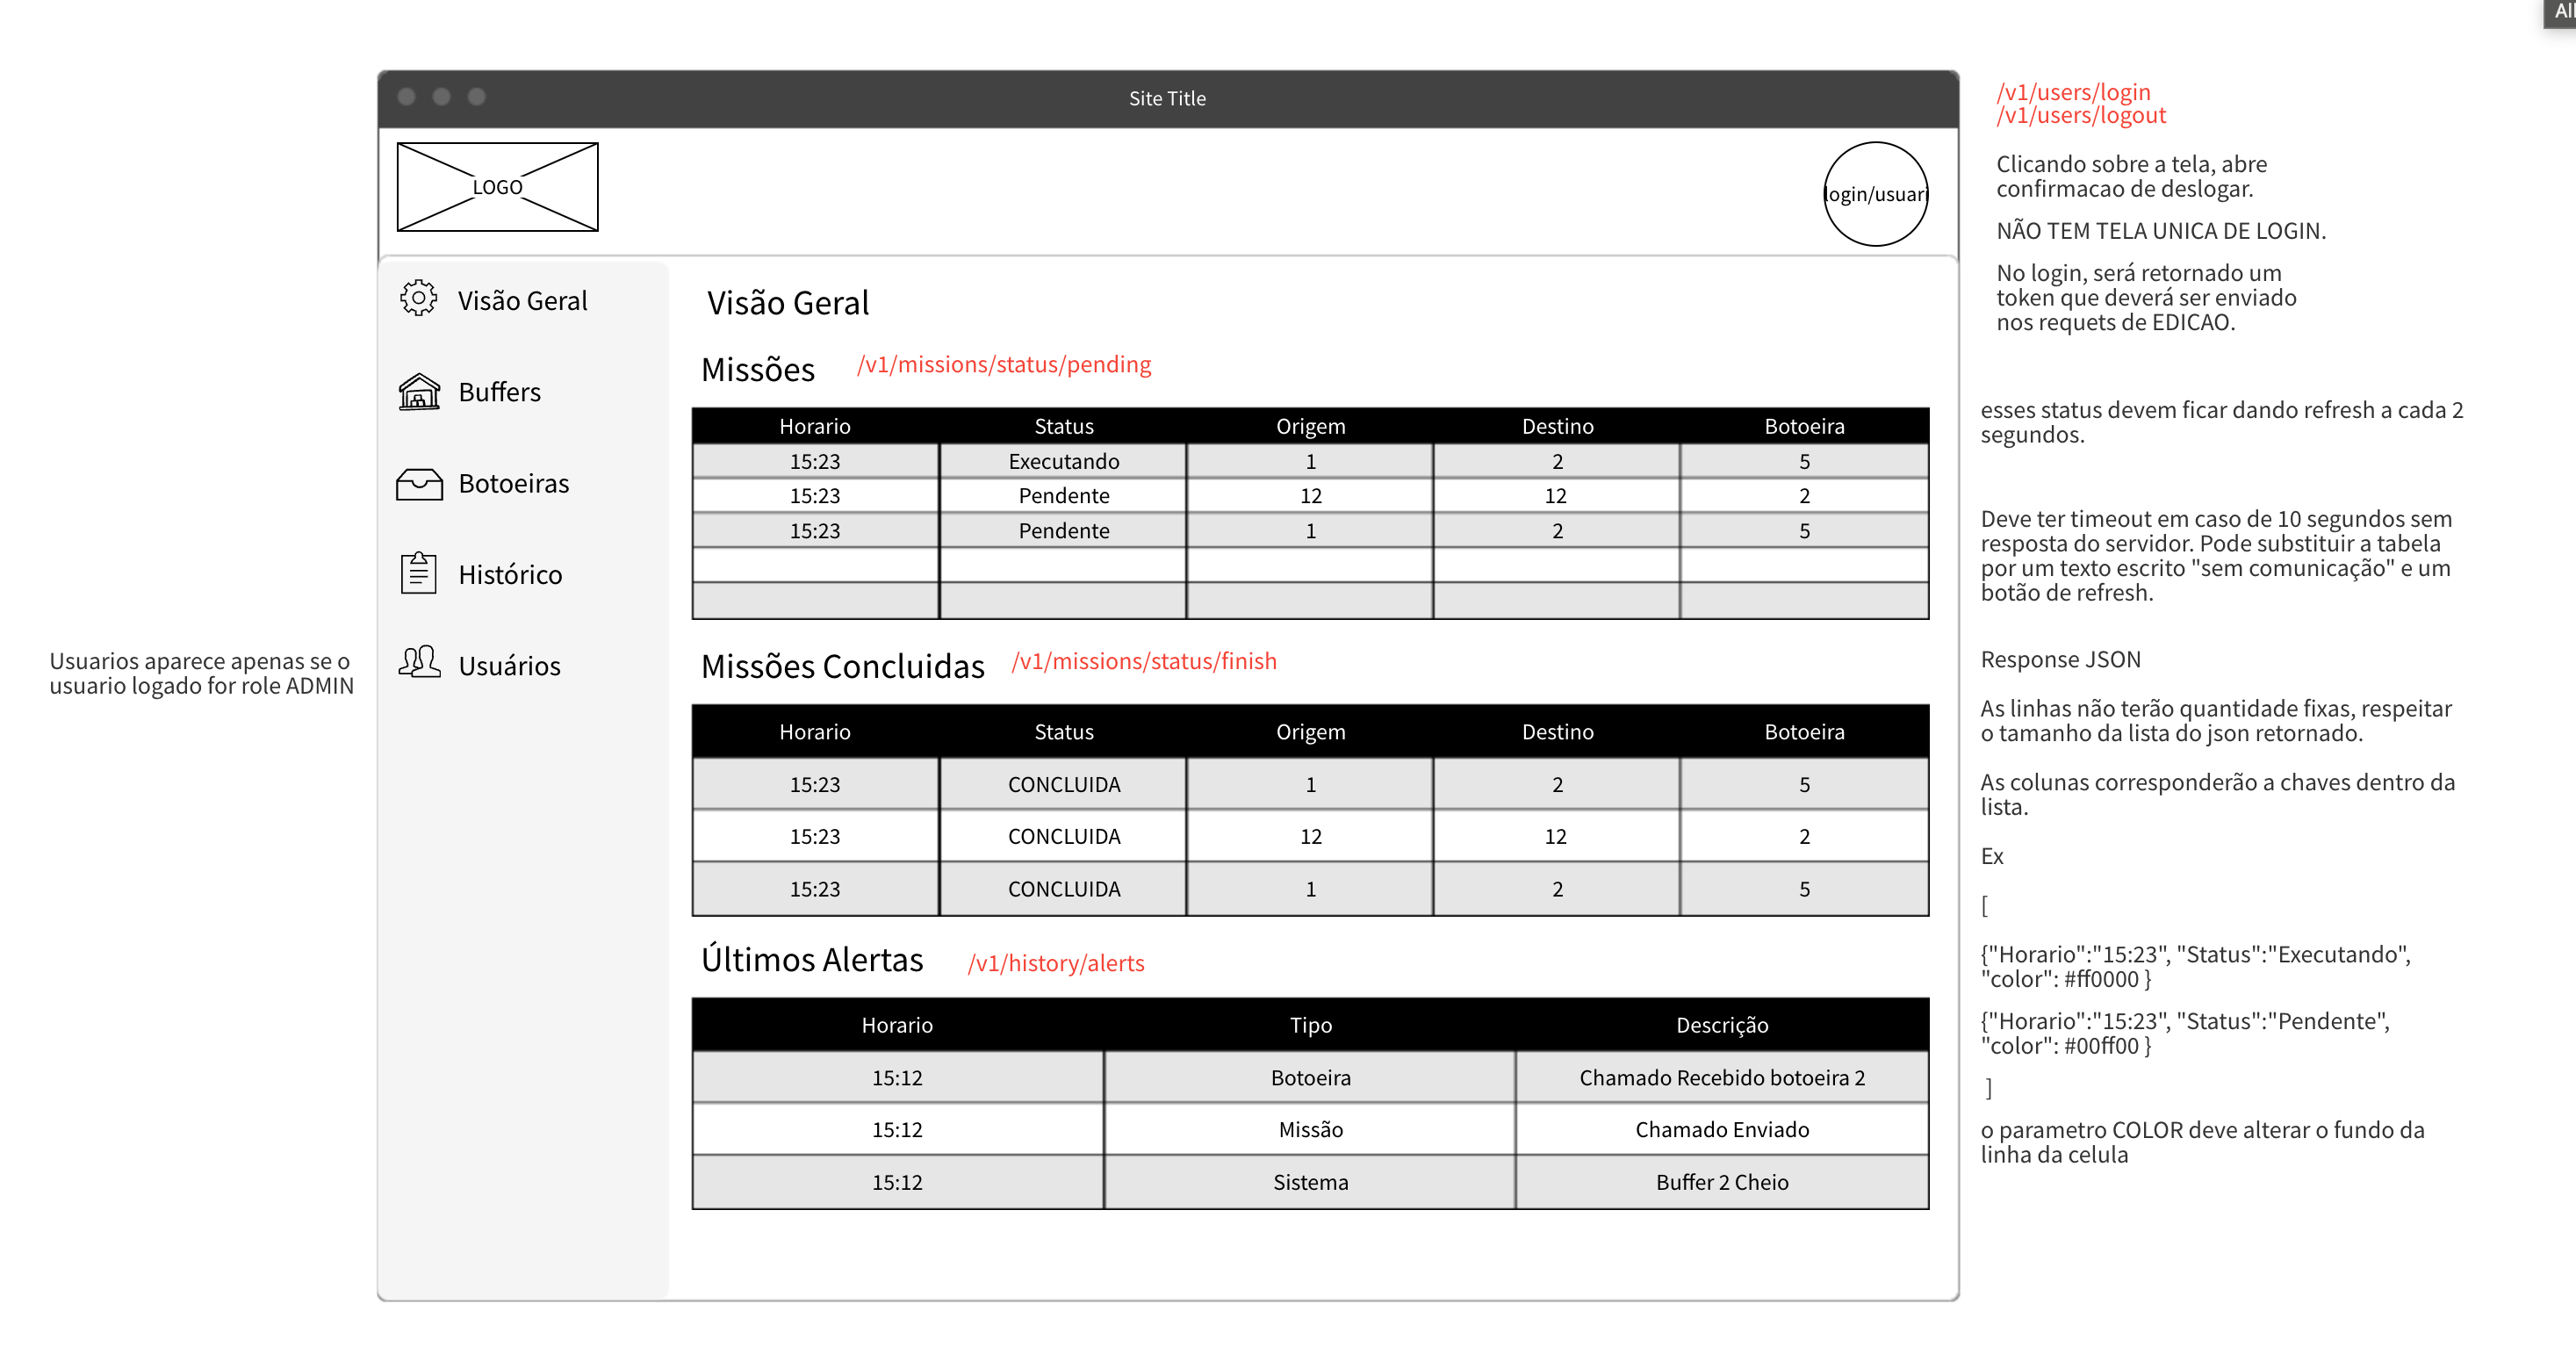 All
Site Title
LOGO
login/usuari
/v1/users/login
/v1/users/logout
Clicando sobre a tela, abre
confirmacao de deslogar.
NÃO TEM TELA UNICA DE LOGIN.
No login, será retornado um
token que deverá ser enviado
nos requets de EDICAO.
Visão Geral
Buffers
Botoeiras
Histórico
Usuários
Usuarios aparece apenas se o
usuario logado for role ADMIN
Visão Geral
Missões /v1/missions/status/pending
Horario Status Origem Destino Botoeira
15:23 Executando 1 2 5
15:23 Pendente 12 12 2
15:23 Pendente 1 2 5
Missões Concluidas /v1/missions/status/finish
Horario Status Origem Destino Botoeira
15:23 CONCLUIDA 1 2 5
15:23 CONCLUIDA 12 12 2
15:23 CONCLUIDA 1 2 5
Últimos Alertas /v1/history/alerts
Horario Tipo Descrição
15:12 Botoeira Chamado Recebido botoeira 2
15:12 Missão Chamado Enviado
15:12 Sistema Buffer 2 Cheio
esses status devem ficar dando refresh a cada 2
segundos.
Deve ter timeout em caso de 10 segundos sem
resposta do servidor. Pode substituir a tabela
por um texto escrito "sem comunicação" e um
botão de refresh.
Response JSON
As linhas não terão quantidade fixas, respeitar
o tamanho da lista do json retornado.
As colunas corresponderão a chaves dentro da
lista.
Ex
[
{"Horario":"15:23", "Status":"Executando",
"color": #ff0000 }
{"Horario":"15:23", "Status":"Pendente",
"color": #00ff00 }
]
o parametro COLOR deve alterar o fundo da
linha da celula